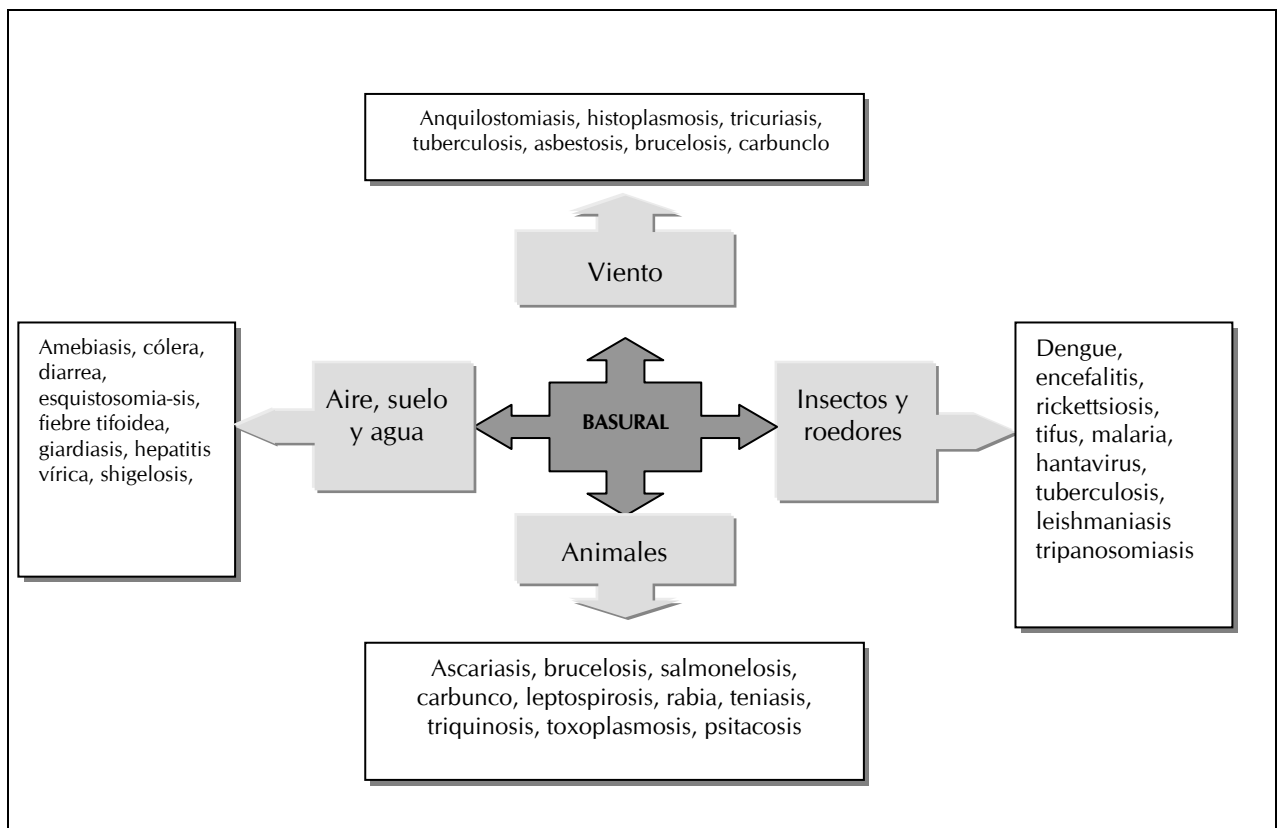 Anquilostomiasis, histoplasmosis, tricuriasis,
tuberculosis, asbestosis, brucelosis, carbunclo
Viento
Amebiasis, cólera,
diarrea,
esquistosomia-sis,
fiebre tifoidea,
giardiasis, hepatitis
vírica, shigelosis,
Aire, suelo
y agua
BASURAL
Insectos y
roedores
Dengue,
encefalitis,
rickettsiosis,
tifus, malaria,
hantavirus,
tuberculosis,
leishmaniasis
tripanosomiasis
Animales
Ascariasis, brucelosis, salmonelosis,
carbunco, leptospirosis, rabia, teniasis,
triquinosis, toxoplasmosis, psitacosis